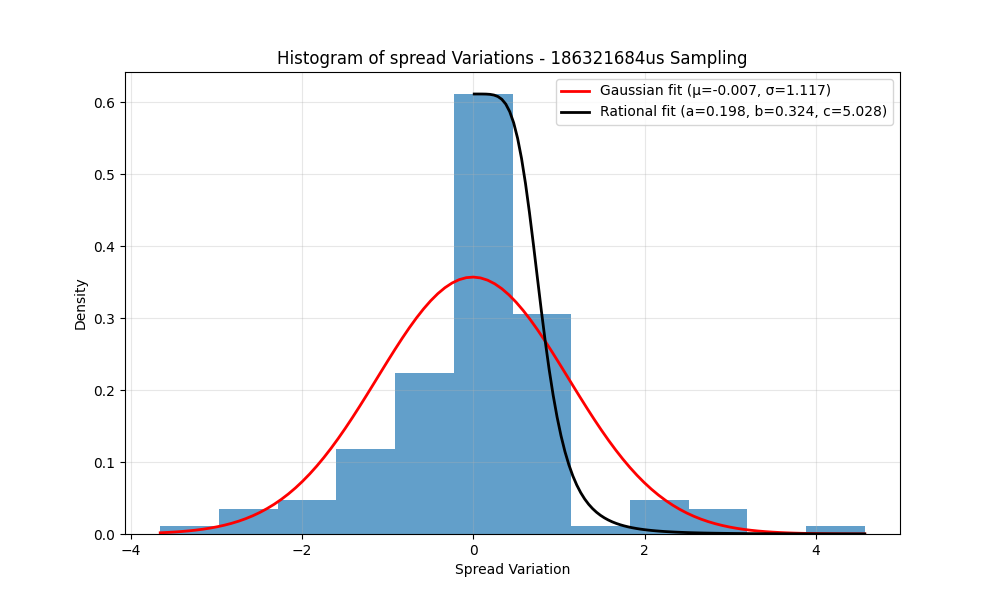 Histogram of spread Variations - 186321684us Sampling
Gaussian fit (μ=-0.007, σ=1.117)
Rational fit (a=0.198, b=0.324, c=5.028)
Density
0.6
0.5
0.4
0.3
0.2
0.1
0.0
−4
−2
0
2
4
Spread Variation